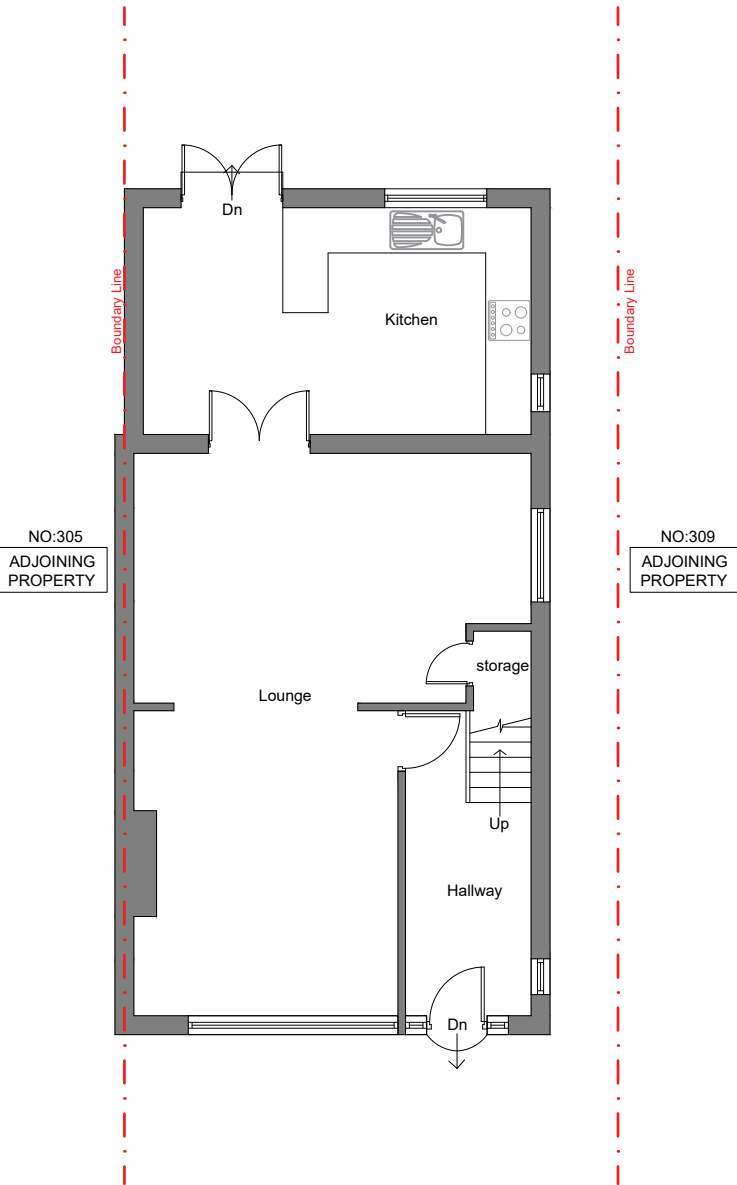 Dn
Boundary Line
Boundary Line
Kitchen
NO:305
ADJOINING
PROPERTY
NO:309
ADJOINING
PROPERTY
storage
Lounge
Up
Hallway
Dn